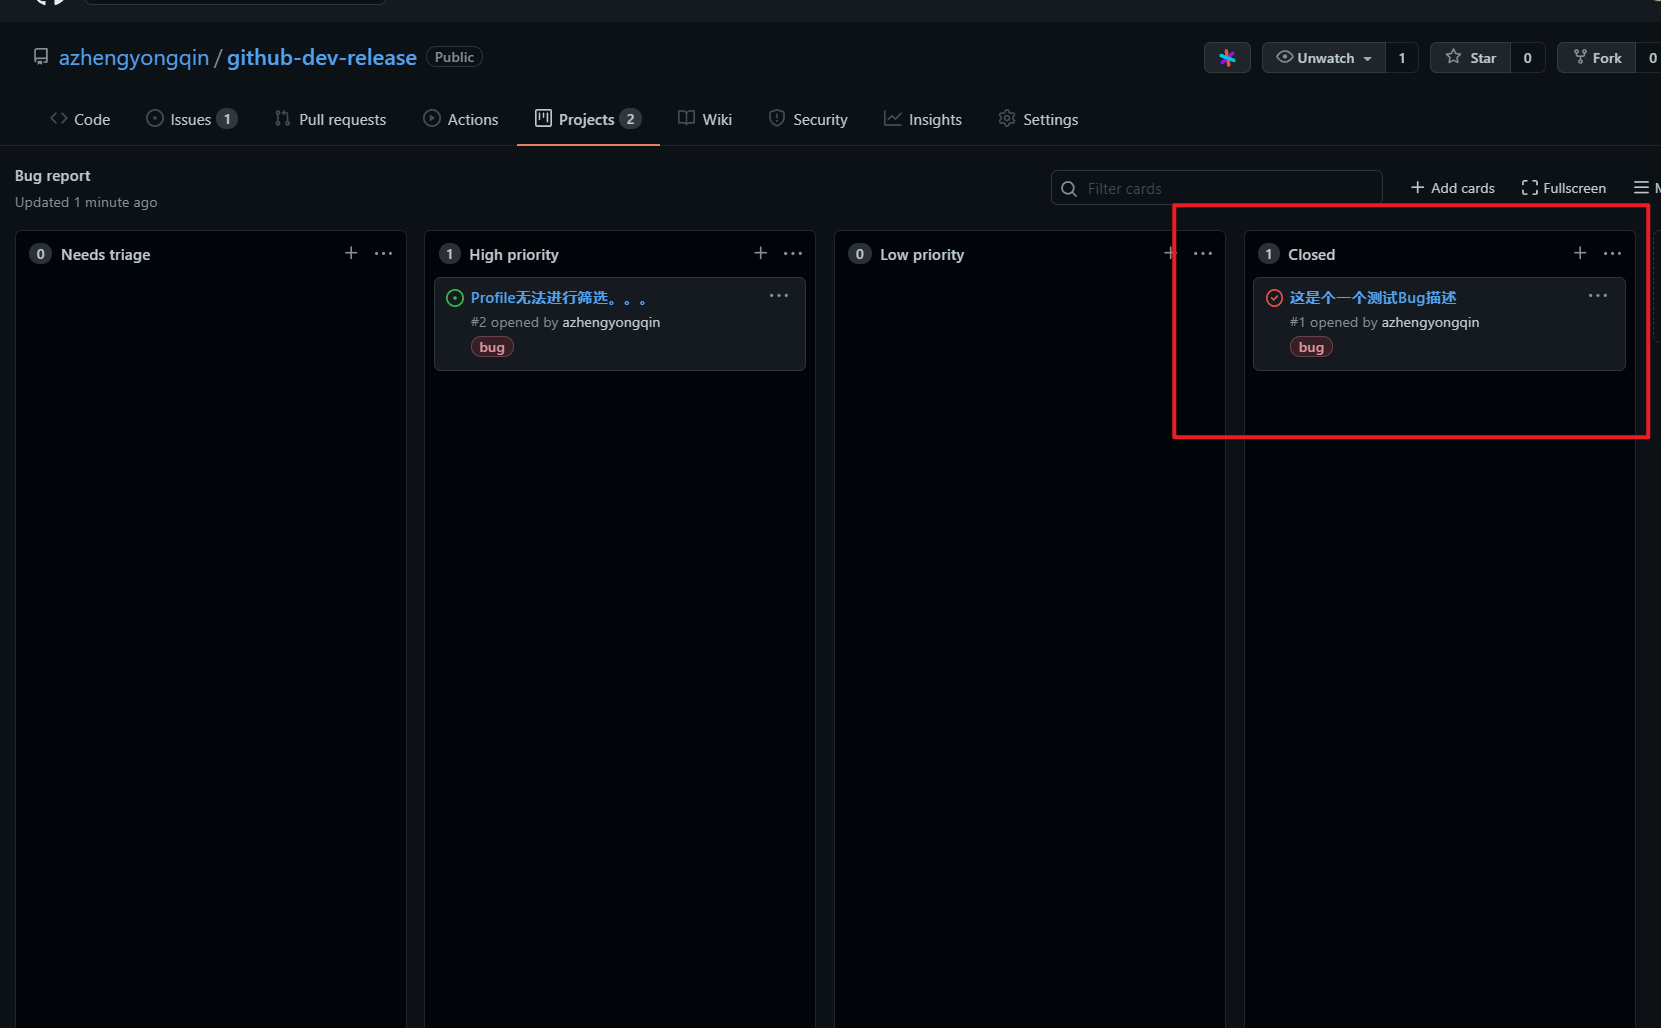 azhengyongqin / github-dev-release Public
Unwatch 1
Star 0
Fork 0
Code
Issues 1
Pull requests
Actions
Projects 2
Wiki
Security
Insights
Settings
Bug report
Updated 1 minute ago
Filter cards
+ Add cards
Fullscreen
0 Needs triage + ...
1 High priority + ...
Profile无法进行筛选。。。 ...
#2 opened by azhengyongqin
bug
0 Low priority + ...
1 Closed + ...
这是个一个测试Bug描述 ...
#1 opened by azhengyongqin
bug